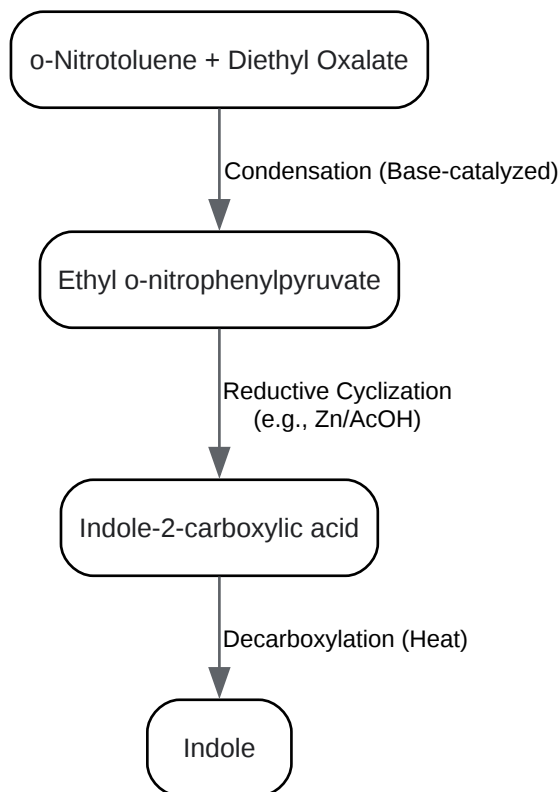 o-Nitrotoluene + Diethyl Oxalate
Condensation (Base-catalyzed)
Ethyl o-nitrophenylpyruvate
Reductive Cyclization
(e.g., Zn/AcOH)
Indole-2-carboxylic acid
Decarboxylation (Heat)
Indole